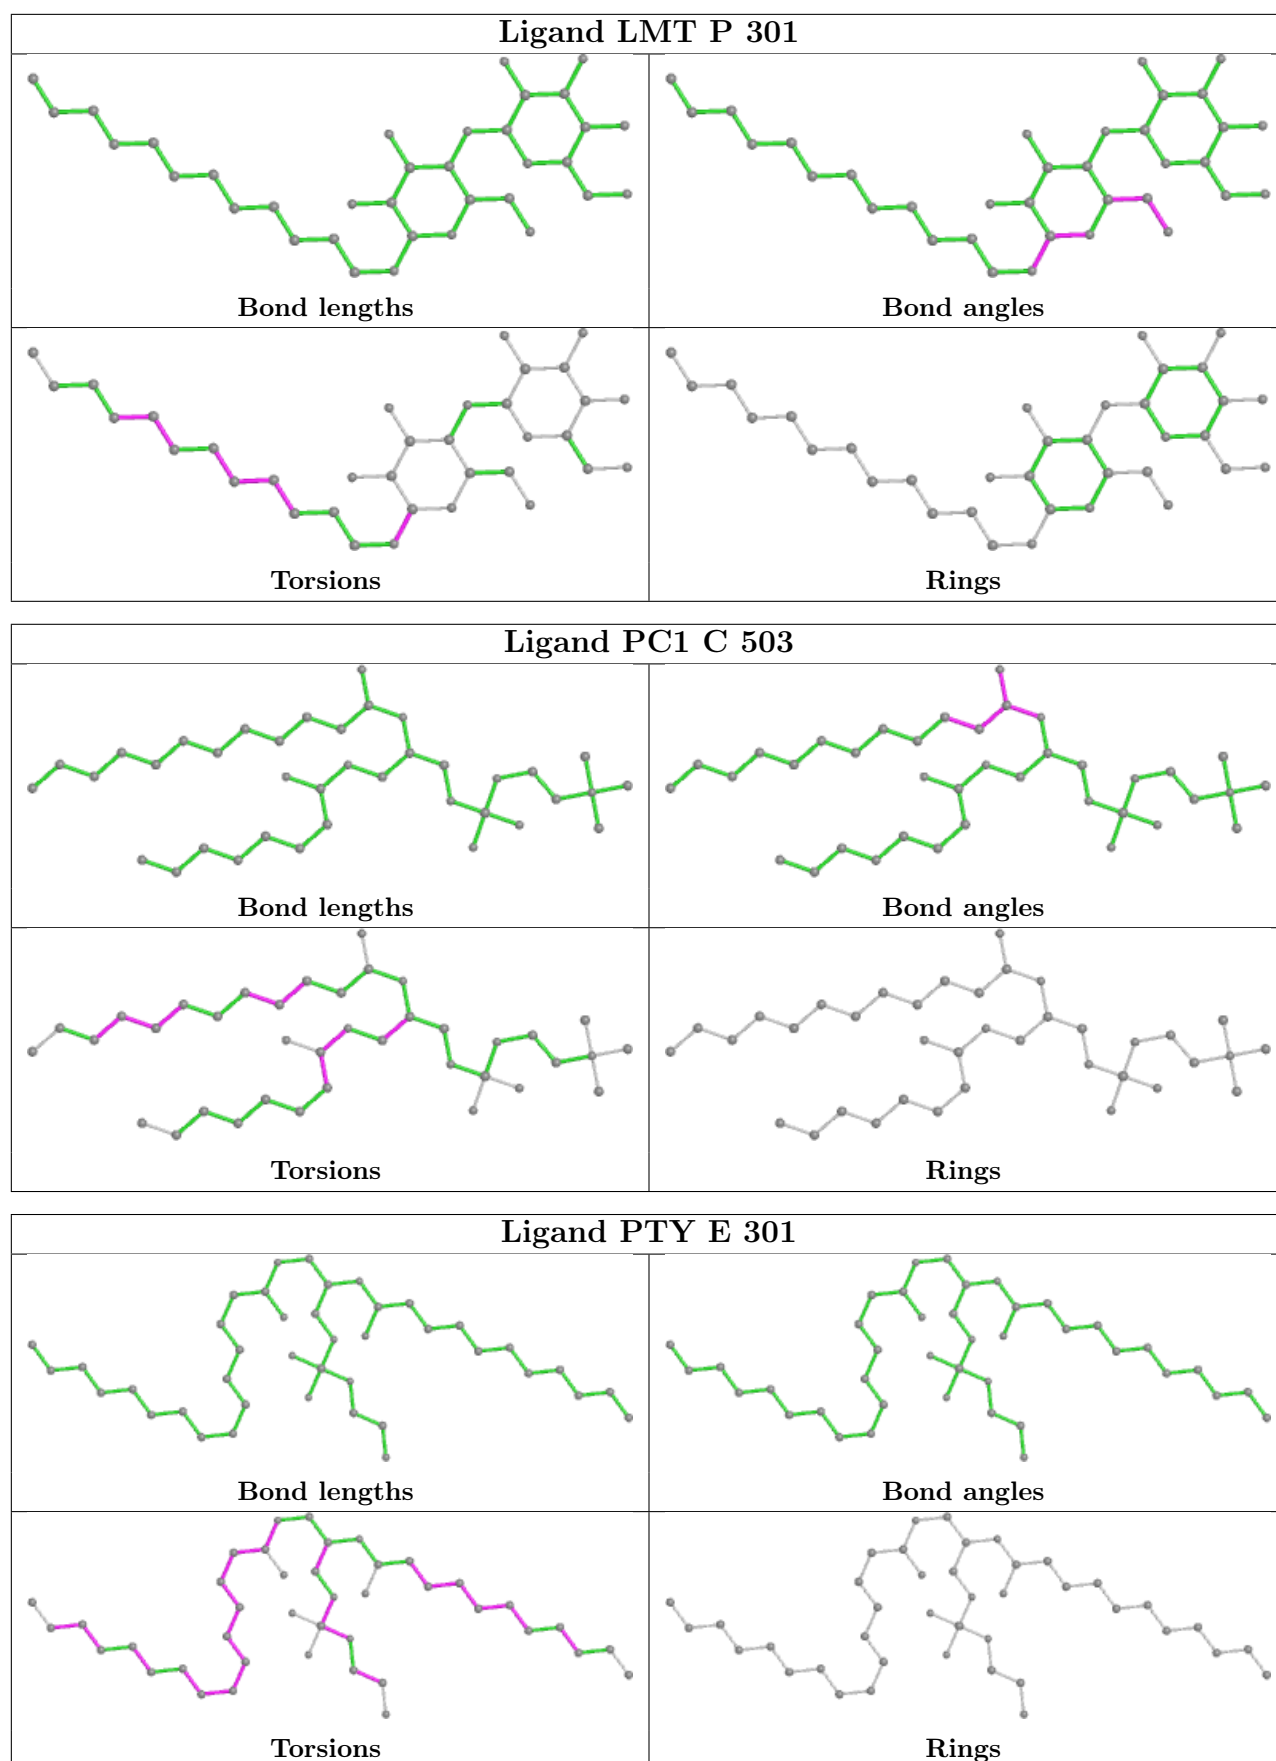 Ligand LMT P 301
Bond lengths
Bond angles
Torsions
Rings
Ligand PC1 C 503
Bond lengths
Bond angles
Torsions
Rings
Ligand PTY E 301
Bond lengths
Bond angles
Torsions
Rings